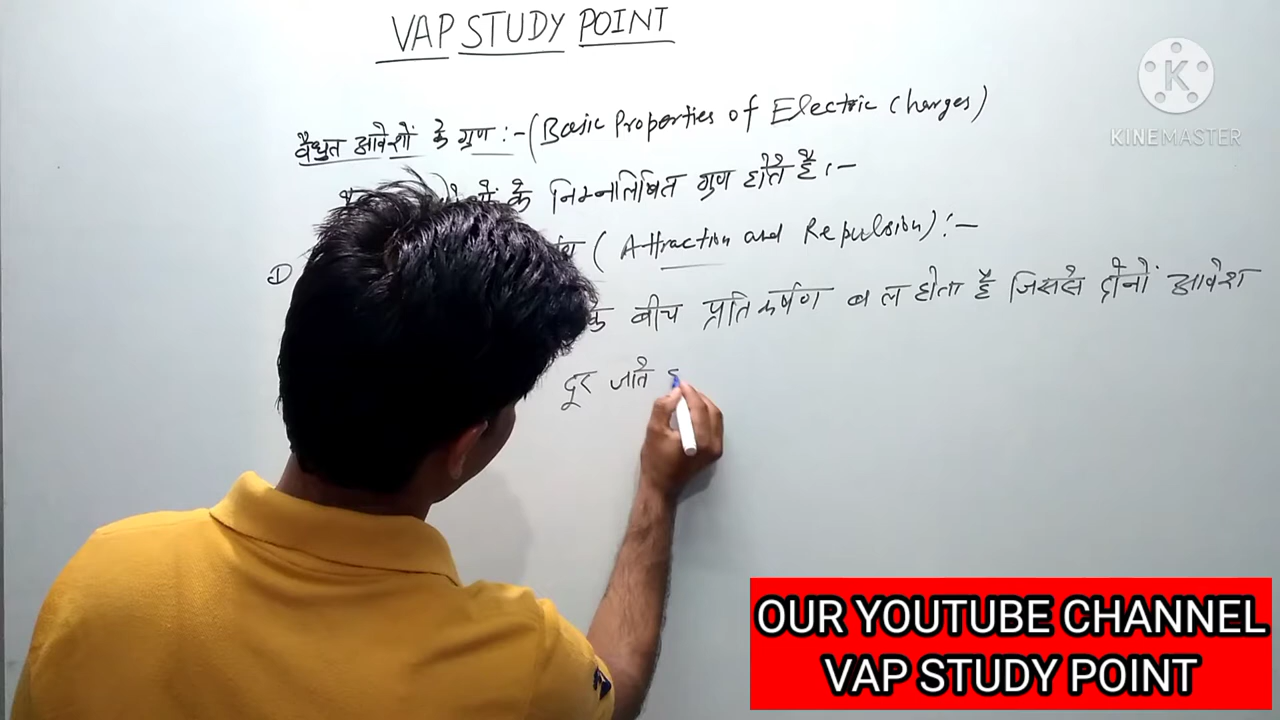 VAP STUDY POINT
KINEMASTER
वैधुत आवेशों के गुण :- (Basic Properties of Electric Charges)
के निम्नलिखित गुण होते है :-
(Attraction and Repulsion) :-
के बीच प्रतिकर्षण बल होता है जिससे दोनों आवेश
दूर जाते
OUR YOUTUBE CHANNEL
VAP STUDY POINT